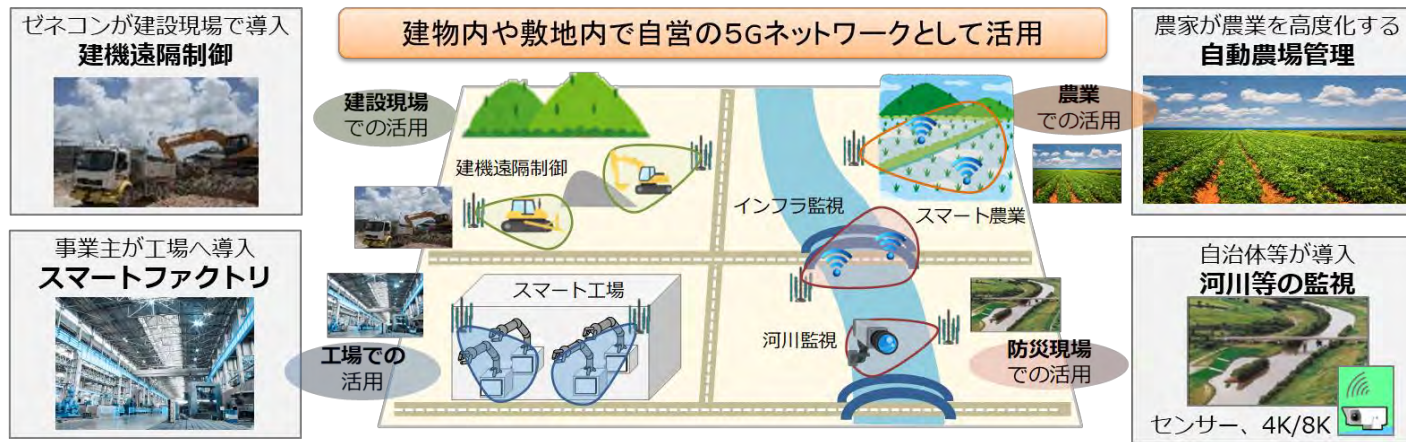 ゼネコンが建設現場で導入
建機遠隔制御
建物内や敷地内で自営の5Gネットワークとして活用
農家が農業を高度化する
自動農場管理
建設現場
での活用
農業
での活用
建機遠隔制御
インフラ監視
スマート農業
事業主が工場へ導入
スマートファクトリ
スマート工場
工場での
活用
河川監視
防災現場
での活用
自治体等が導入
河川等の監視
センサー、4K/8K